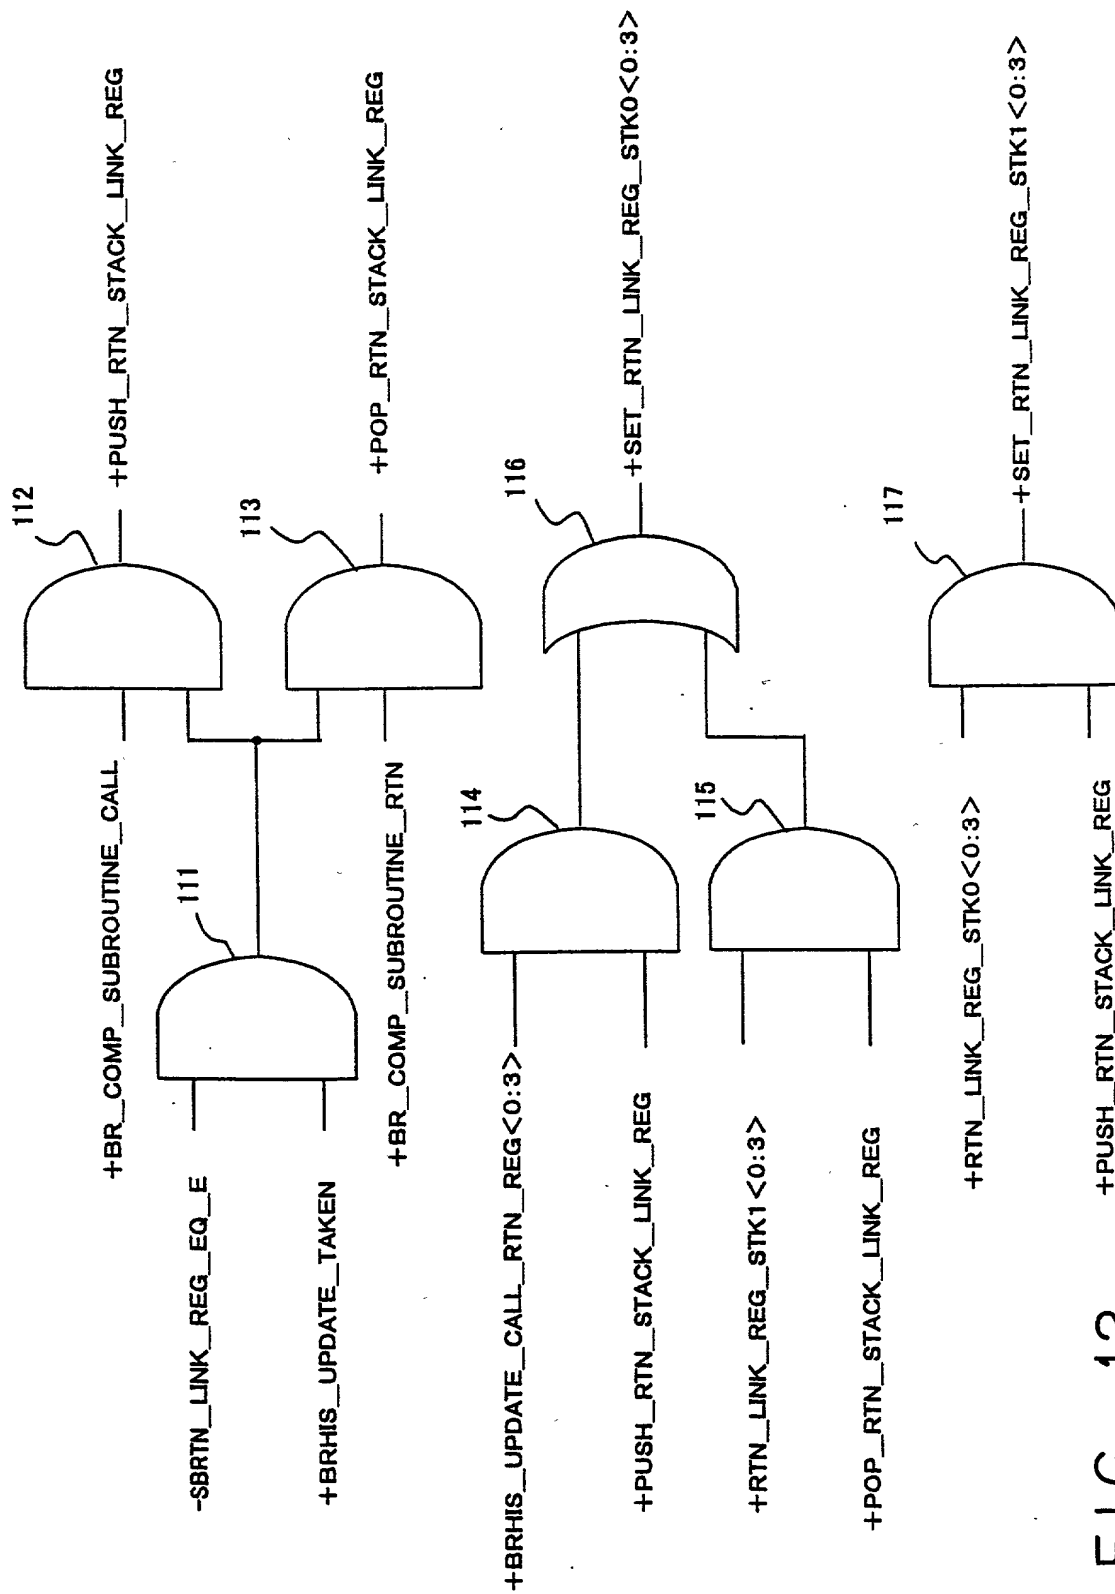 +BR_COMP_SUBROUTINE_CALL
112
+PUSH_RTN_STACK_LINK_REG
-SBRTN_LINK_REG_EQ_E
111
+BRHIS_UPDATE_TAKEN
113
+POP_RTN_STACK_LINK_REG
+BR_COMP_SUBROUTINE_RTN
+BRHIS_UPDATE_CALL_RTN_REG<0:3>
114
116
+SET_RTN_LINK_REG_STK0<0:3>
+PUSH_RTN_STACK_LINK_REG
+RTN_LINK_REG_STK1<0:3>
115
+POP_RTN_STACK_LINK_REG
+RTN_LINK_REG_STK0<0:3>
117
+SET_RTN_LINK_REG_STK1<0:3>
+PUSH_RTN_STACK_LINK_REG